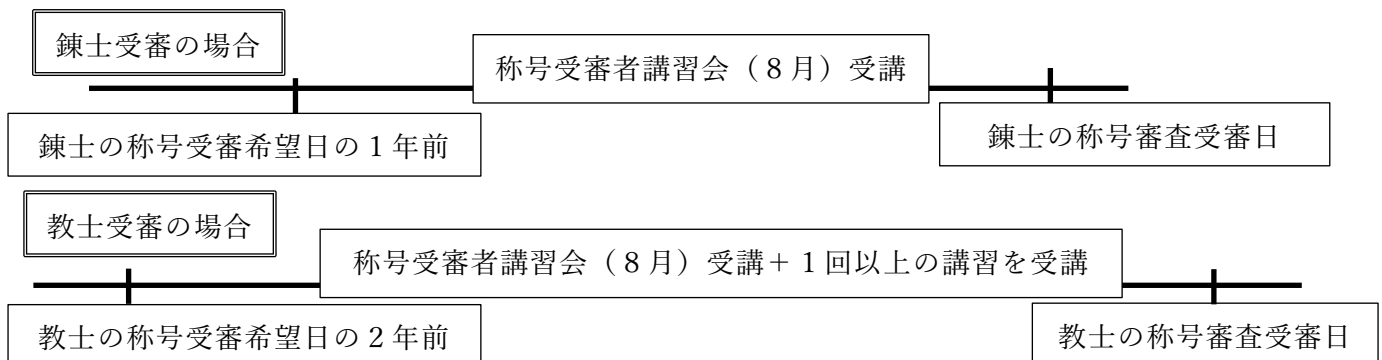 錬士受審の場合
称号受審者講習会（８月）受講
錬士の称号受審希望日の１年前
錬士の称号審査受審日
教士受審の場合
称号受審者講習会（８月）受講＋１回以上の講習を受講
教士の称号受審希望日の２年前
教士の称号審査受審日